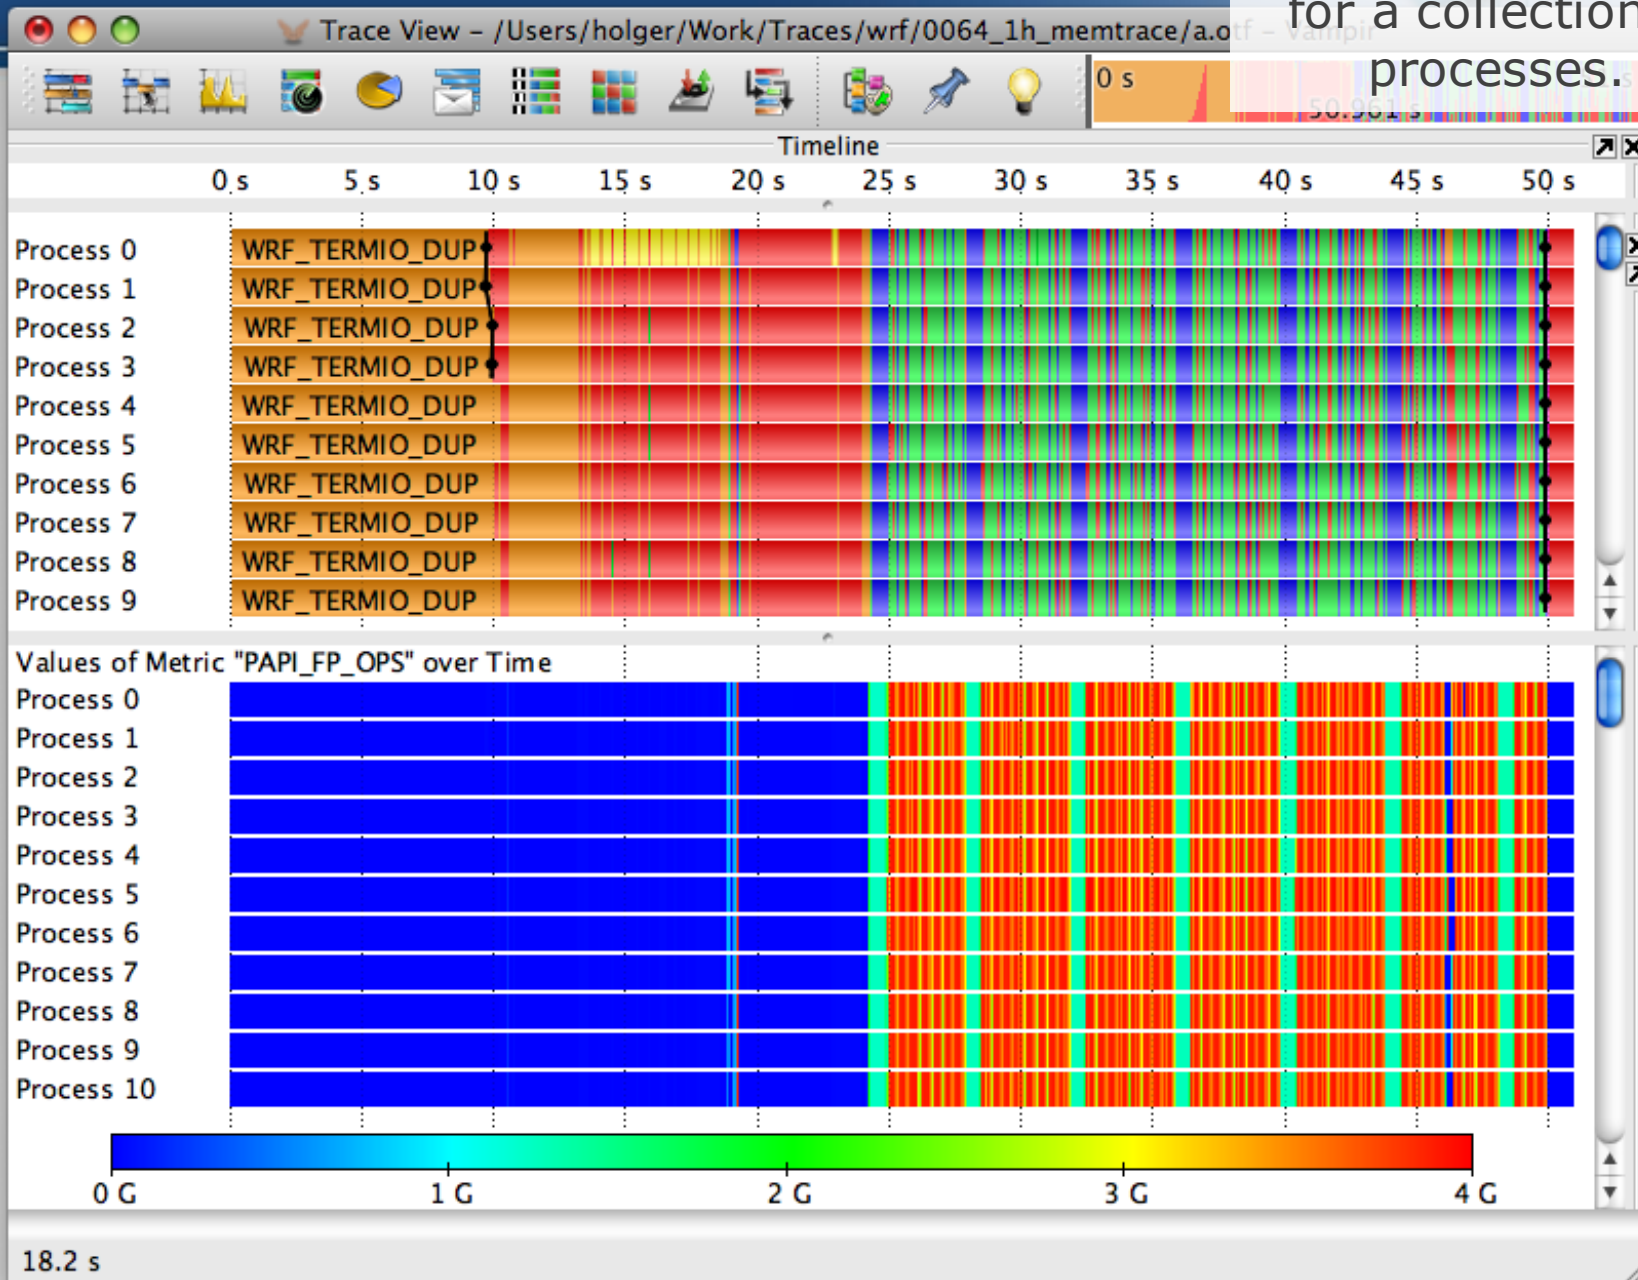 for a collection
Trace View – /Users/holger/Work/Traces/wrf/0064_1h_memtrace/a.otf – Vampir
processes.
0 s
50.961 s
Timeline
0 s 5 s 10 s 15 s 20 s 25 s 30 s 35 s 40 s 45 s 50 s
Process 0 WRF_TERMIO_DUP
Process 1 WRF_TERMIO_DUP
Process 2 WRF_TERMIO_DUP
Process 3 WRF_TERMIO_DUP
Process 4 WRF_TERMIO_DUP
Process 5 WRF_TERMIO_DUP
Process 6 WRF_TERMIO_DUP
Process 7 WRF_TERMIO_DUP
Process 8 WRF_TERMIO_DUP
Process 9 WRF_TERMIO_DUP
Values of Metric "PAPI_FP_OPS" over Time
Process 0
Process 1
Process 2
Process 3
Process 4
Process 5
Process 6
Process 7
Process 8
Process 9
Process 10
0 G 1 G 2 G 3 G 4 G
18.2 s